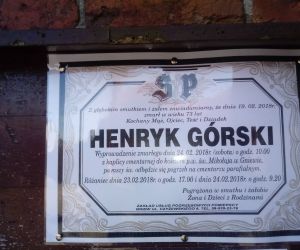 Ś P
Z głębokim smutkiem i żalem zawiadamiamy, że dnia 19. 02. 2018r.
zmarł w wieku 73 lat
Kochany Mąż, Ojciec, Teść i Dziadek
HENRYK GÓRSKI
Wyprowadzenie zmarłego dnia 24.02. 2018r. (sobota) o godz. 10.00
z kaplicy cmentarnej do kościoła p.w. św. Mikołaja w Gniewie,
po mszy św. odbędzie się pogrzeb na cmentarzu parafialnym.
Różaniec dnia 23.02.2018r. o godz. 17.00 i 24.02.2018r. o godz. 9.20
Pogrążona w smutku i żałobie
Żona i Dzieci z Rodzinami
ZAKŁAD USŁUG POGRZEBOWYCH